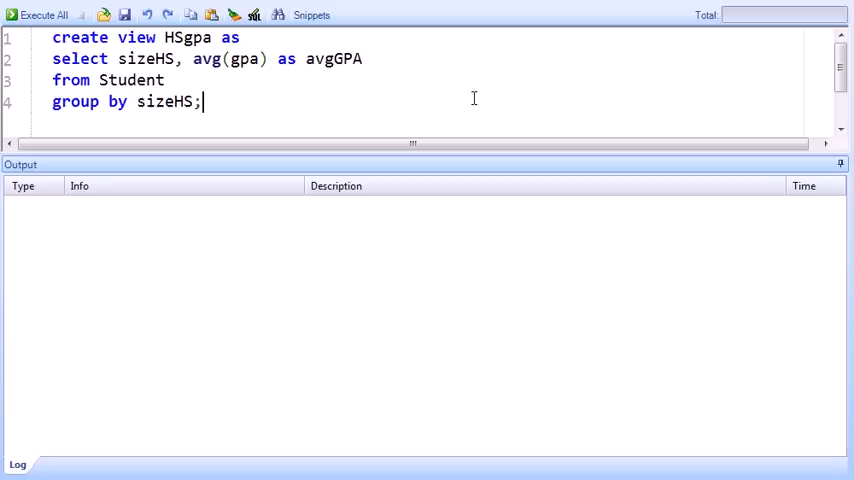 Execute All Snippets Total:
1 create view HSgpa as
2 select sizeHS, avg(gpa) as avgGPA
3 from Student
4 group by sizeHS;
Output
Type Info Description Time
Log